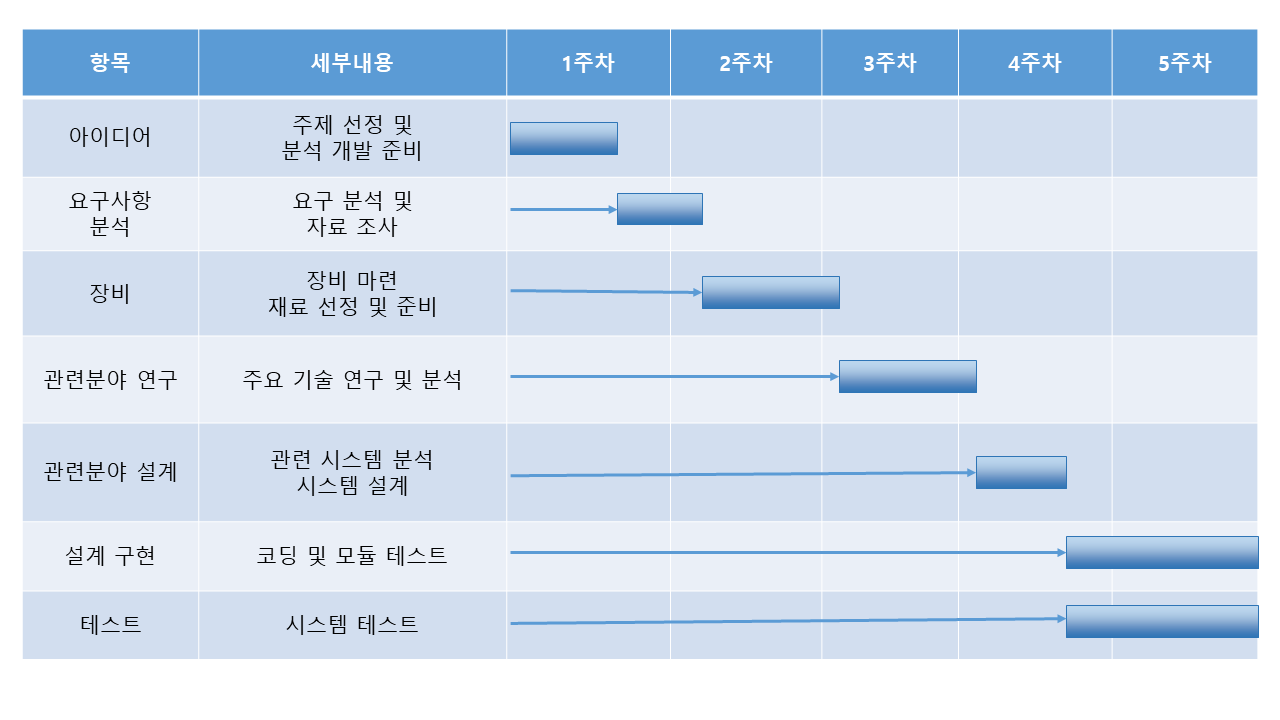 항목 세부내용 1주차 2주차 3주차 4주차 5주차
아이디어
주제 선정 및
분석 개발 준비
요구사항
분석
요구 분석 및
자료 조사
장비
장비 마련
재료 선정 및 준비
관련분야 연구
주요 기술 연구 및 분석
관련분야 설계
관련 시스템 분석
시스템 설계
설계 구현
코딩 및 모듈 테스트
테스트
시스템 테스트